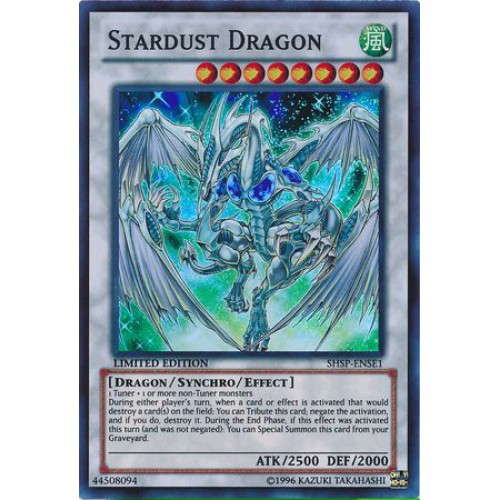 STARDUST DRAGON
WIND
風
LIMITED EDITION
SHSP-ENSE1
[DRAGON/SYNCHRO/EFFECT]
1 Tuner + 1 or more non-Tuner monsters
During either player's turn, when a card or effect is activated that would
destroy a card(s) on the field: You can Tribute this card; negate the activation,
and if you do, destroy it. During the End Phase, if this effect was activated
this turn (and was not negated): You can Special Summon this card from your
Graveyard.
ATK/2500 DEF/2000
44508094
©1996 KAZUKI TAKAHASHI